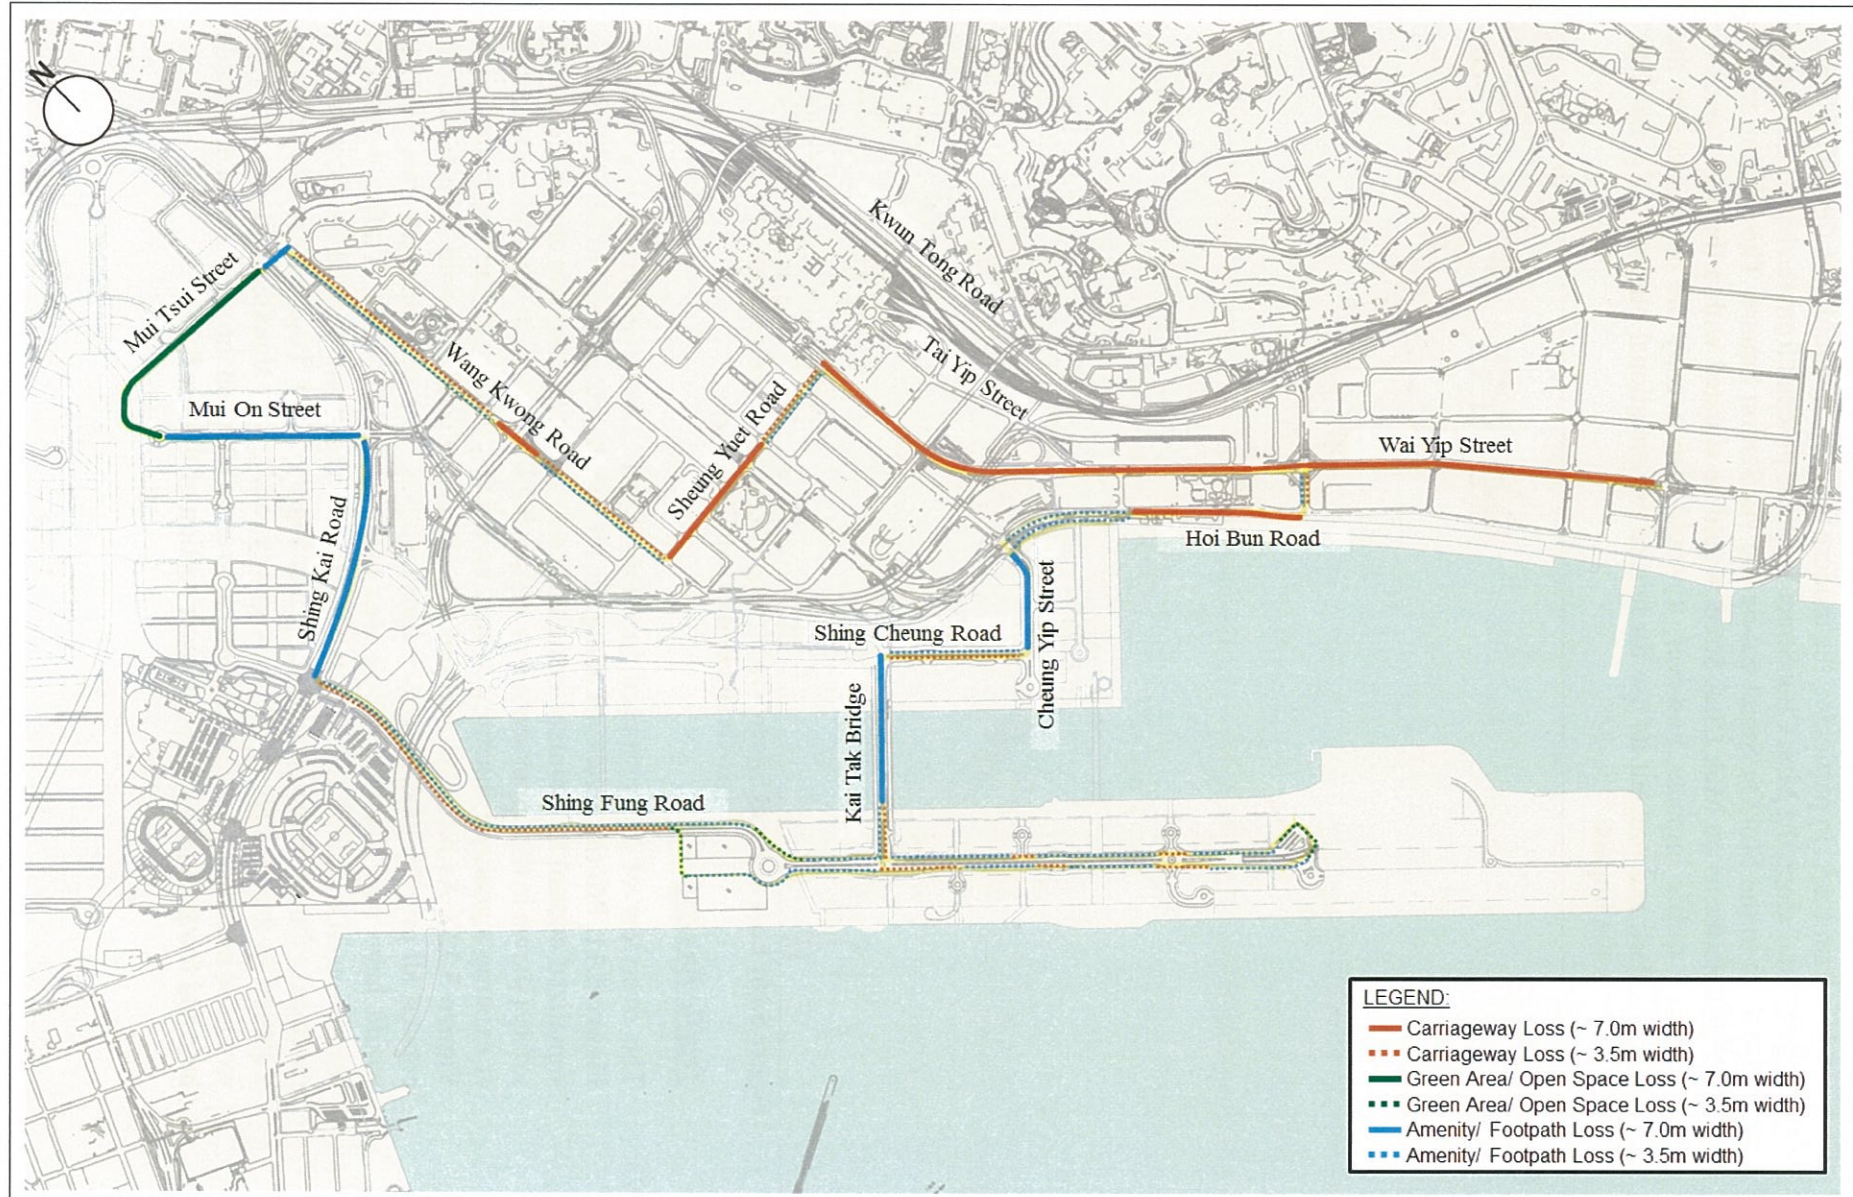 N
Kwun Tong Road
Mui Tsui Street
Tai Yip Street
Wang Kwong Road
Sheung Yuet Road
Mui On Street
Wai Yip Street
Hoi Bun Road
Shing Kai Road
Cheung Yip Street
Shing Cheung Road
Kai Tak Bridge
Shing Fung Road
LEGEND:
Carriageway Loss (~ 7.0m width)
Carriageway Loss (~ 3.5m width)
Green Area/ Open Space Loss (~ 7.0m width)
Green Area/ Open Space Loss (~ 3.5m width)
Amenity/ Footpath Loss (~ 7.0m width)
Amenity/ Footpath Loss (~ 3.5m width)